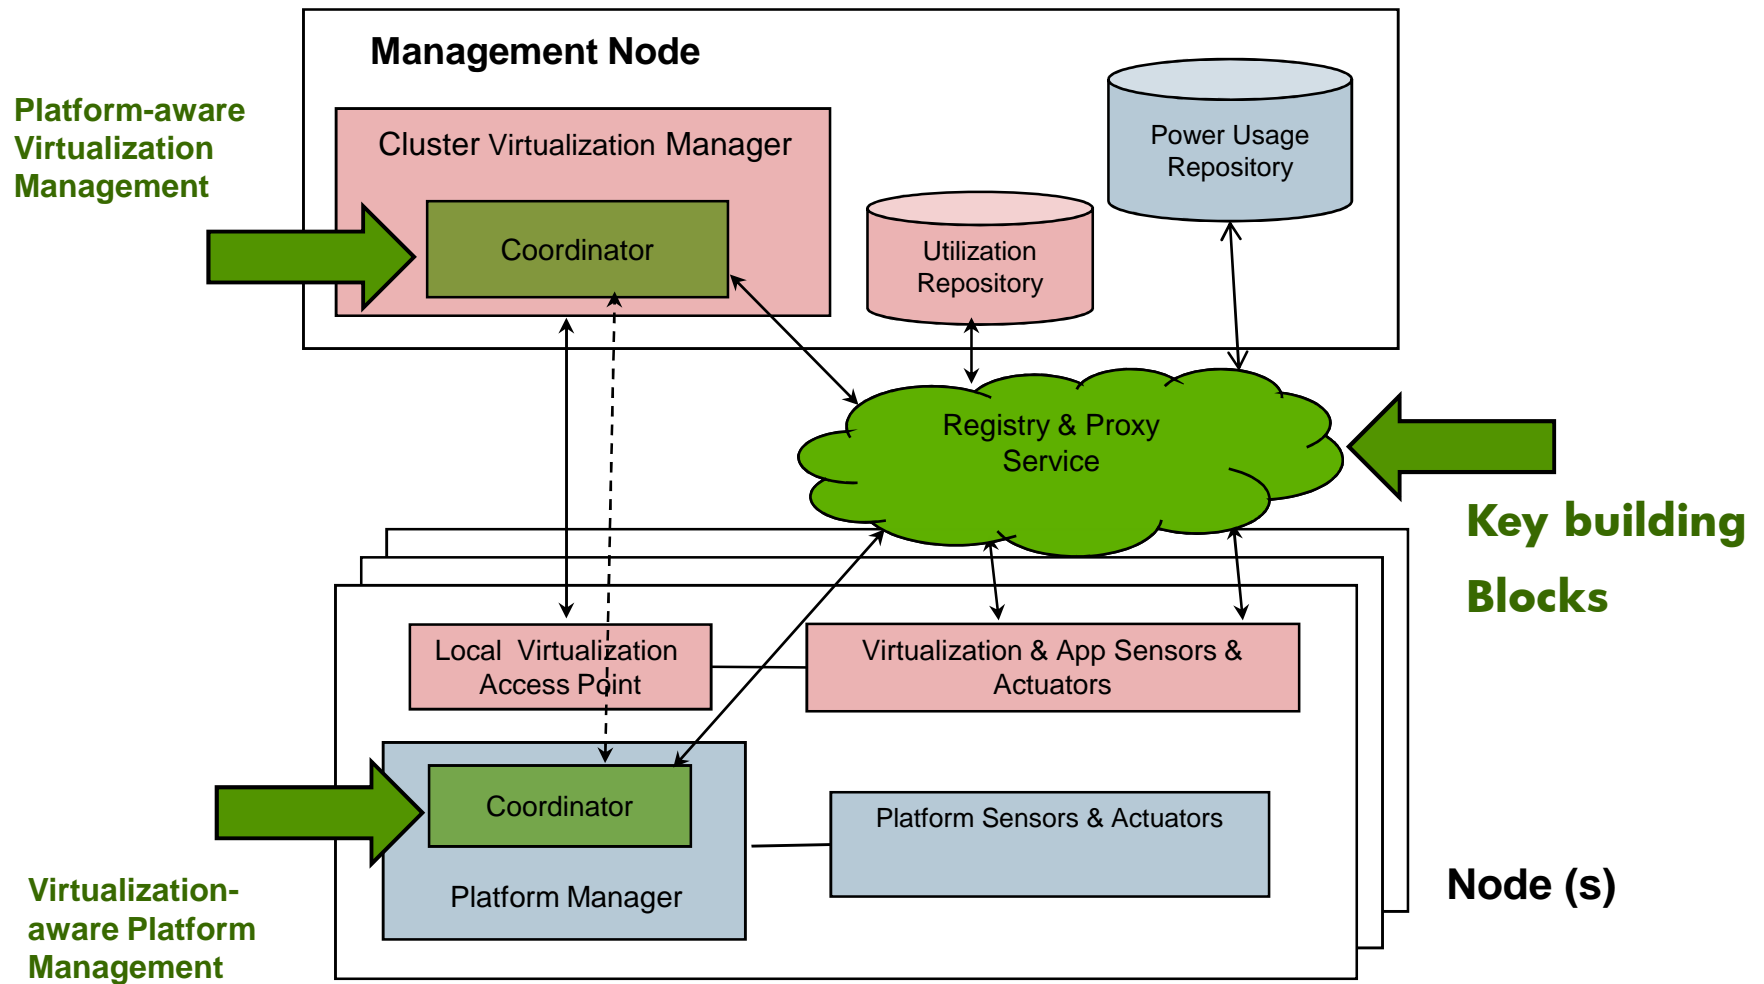 Management Node
Platform-aware
Virtualization
Management
Cluster Virtualization Manager
Coordinator
Power Usage
Repository
Utilization
Repository
Registry & Proxy
Service
Key building
Blocks
Local Virtualization
Access Point
Virtualization & App Sensors &
Actuators
Coordinator
Platform Manager
Platform Sensors & Actuators
Node (s)
Virtualization-
aware Platform
Management